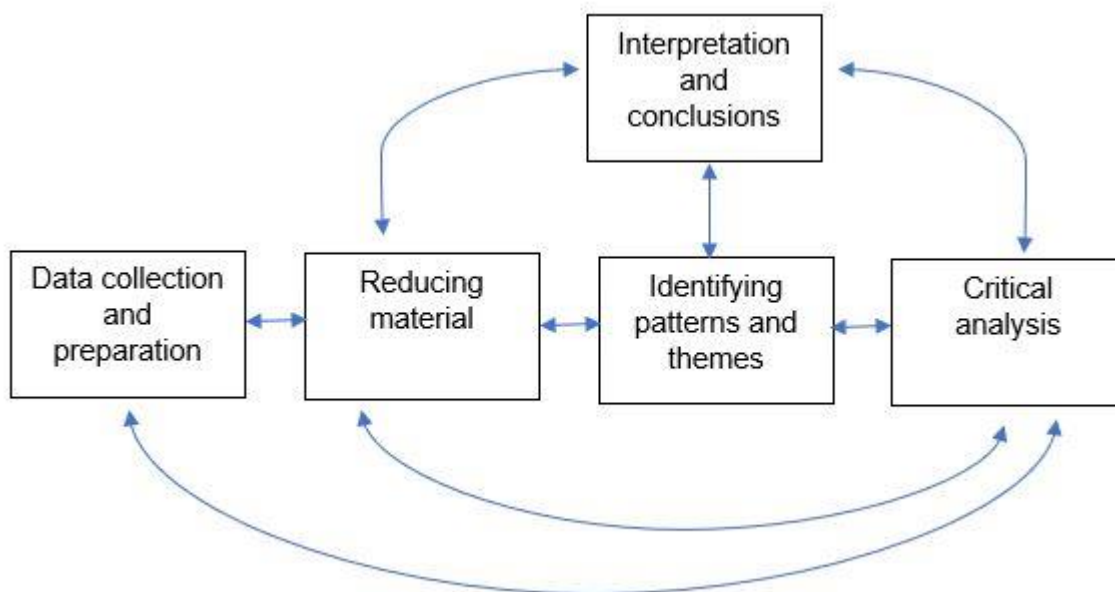 Interpretation
and
conclusions
Data collection
and
preparation
Reducing
material
Identifying
patterns and
themes
Critical
analysis